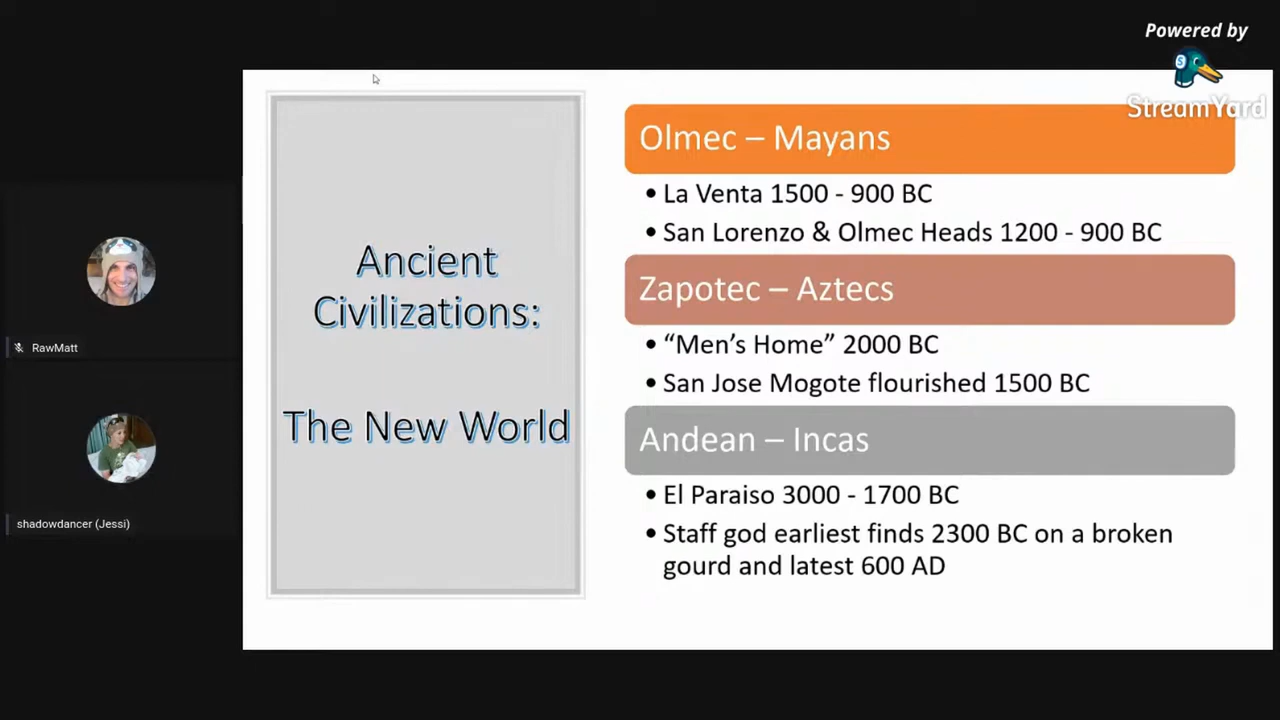 Powered by
StreamYard
Ancient
Civilizations:
The New World
Olmec – Mayans
• La Venta 1500 - 900 BC
• San Lorenzo & Olmec Heads 1200 - 900 BC
Zapotec – Aztecs
• “Men’s Home” 2000 BC
• San Jose Mogote flourished 1500 BC
Andean – Incas
• El Paraiso 3000 - 1700 BC
• Staff god earliest finds 2300 BC on a broken
gourd and latest 600 AD
RawMatt
shadowdancer (Jessi)